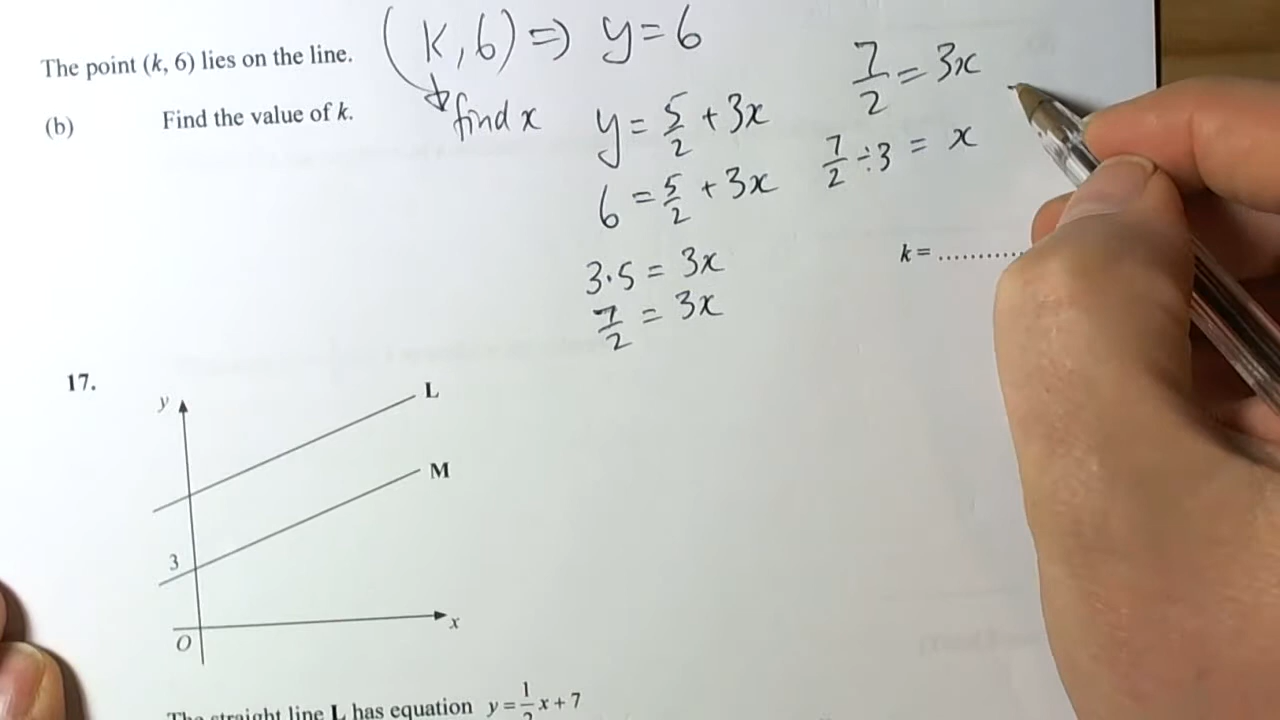 The point (k, 6) lies on the line.
(b) Find the value of k.
(K, 6) ⇒ y = 6
find x
y = 5/2 + 3x
6 = 5/2 + 3x
3·5 = 3x
7/2 = 3x
7/2 = 3x
7/2 ÷ 3 = x
k = ...........
17.
y
L
M
3
O
x
The straight line L has equation y = 1/2 x + 7